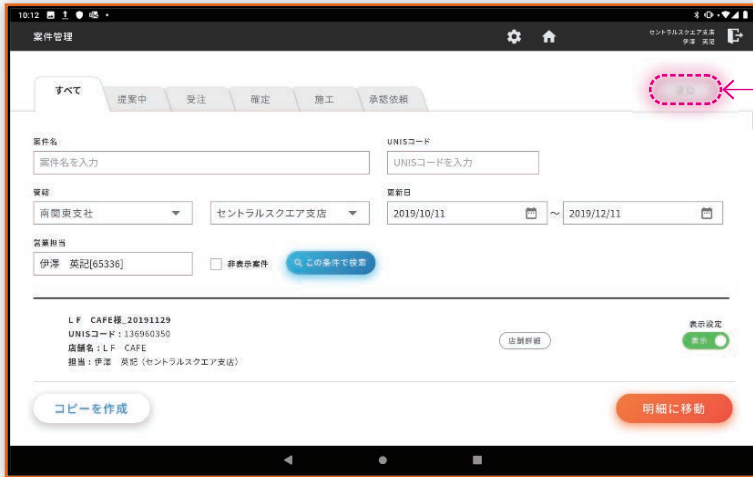 10:12
案件管理
セントラルスクエア支店
伊澤 英記
すべて
提案中
受注
確定
施工
承認依頼
案件名
UNISコード
案件名を入力
UNISコードを入力
管轄
更新日
南関東支社
セントラルスクエア支店
2019/10/11
～
2019/12/11
営業担当
伊澤 英記[65336]
非表示案件
この条件で検索
ＬＦ CAFE様_20191129
UNISコード：136960350
店舗名：ＬＦ CAFE
担当：伊澤 英記（セントラルスクエア支店）
店舗詳細
表示設定
表示
コピーを作成
明細に移動